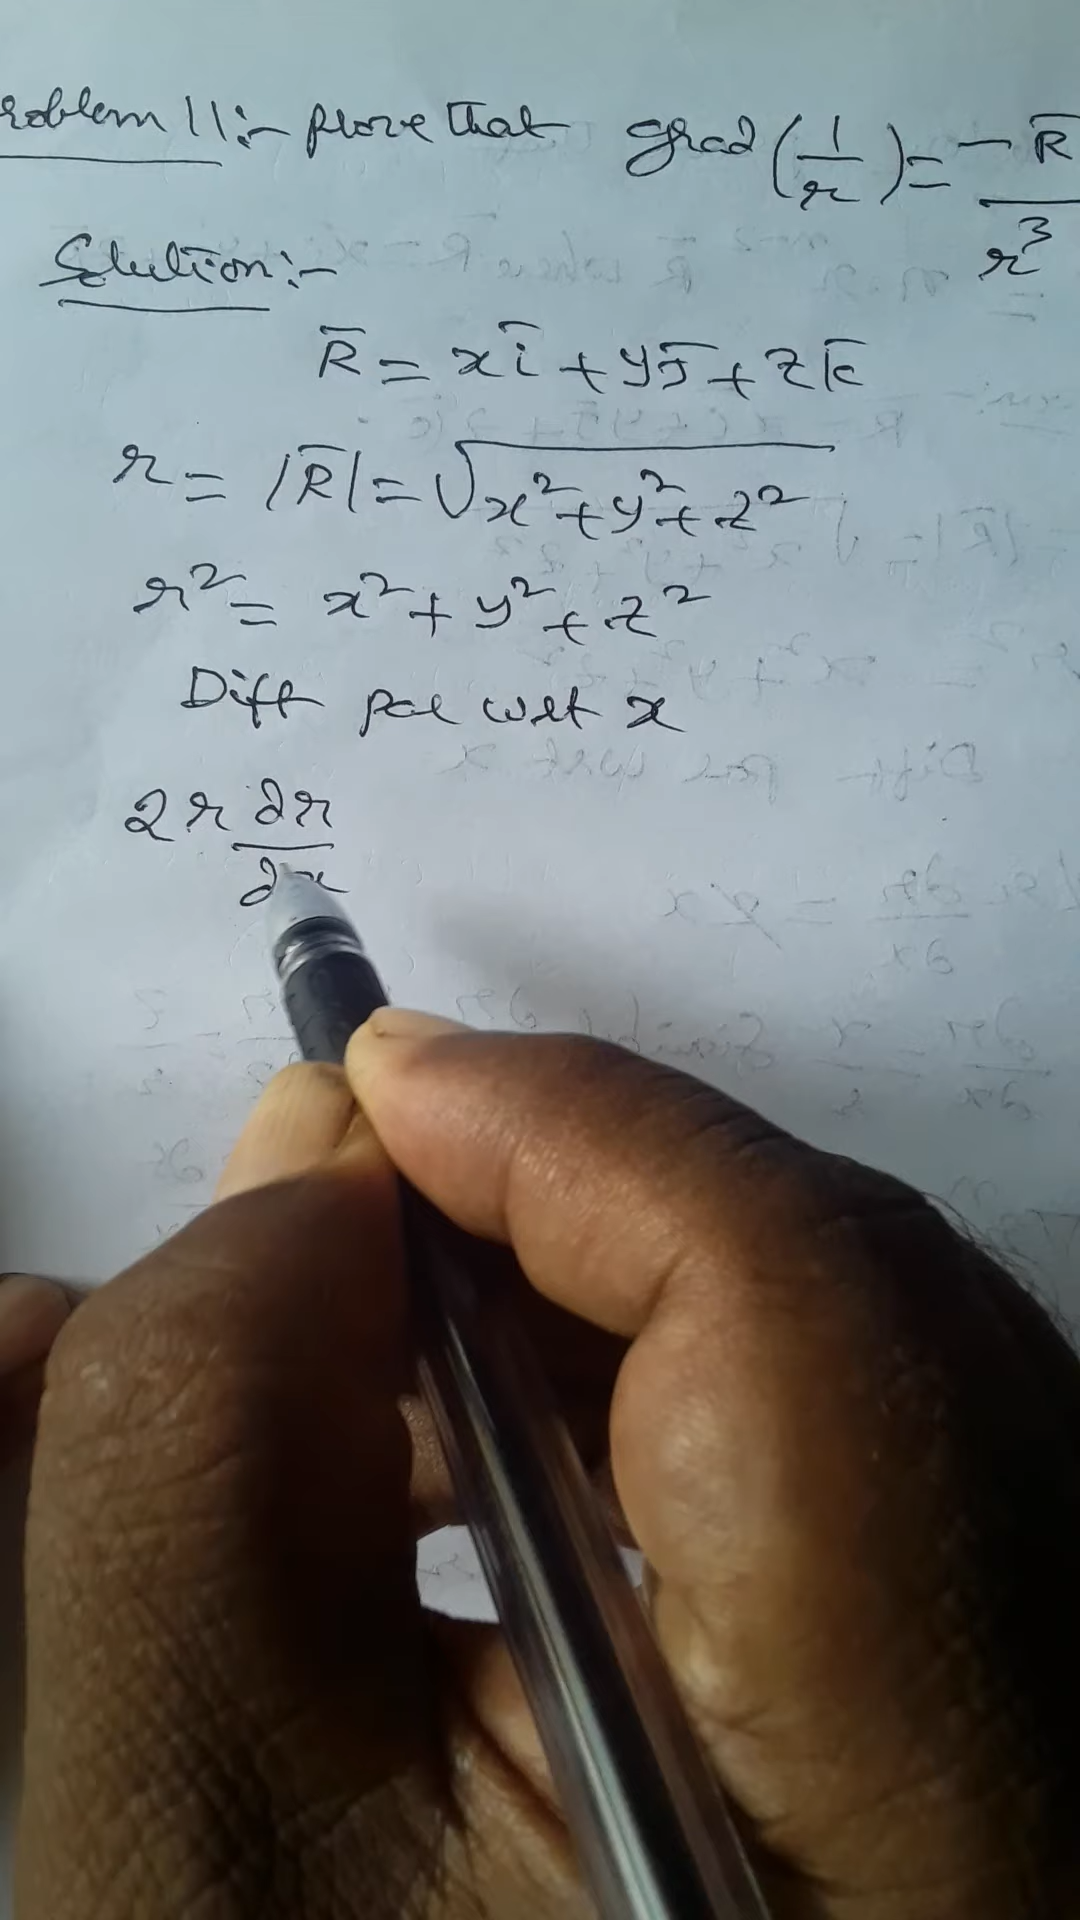 roblem 11:- prove that grad(1/r) = -R̄/r³
Solution:-
R̄ = xī + yj̄ + zk̄
r = |R̄| = √x²+y²+z²
r² = x² + y² + z²
Diff par wrt x
2r ∂r/∂x